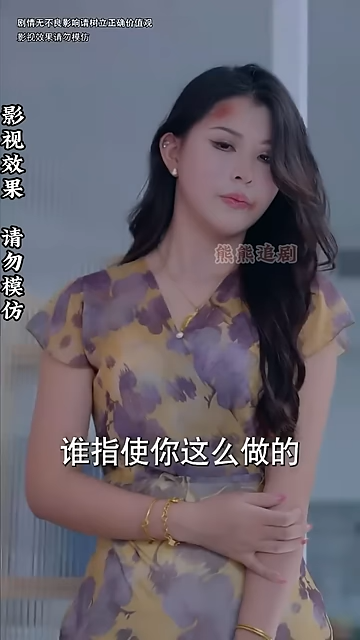 剧情无不良影响请树立正确价值观
影视效果请勿模仿
影视效果 请勿模仿
熊熊追剧
谁指使你这么做的